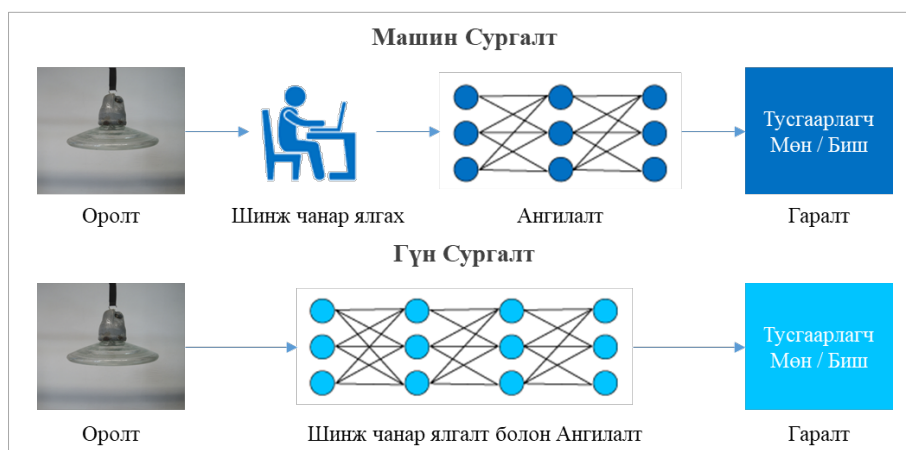 Машин Сургалт
Тусгаарлагч
Мөн / Биш
Оролт
Шинж чанар ялгах
Ангилалт
Гаралт
Гүн Сургалт
Тусгаарлагч
Мөн / Биш
Оролт
Шинж чанар ялгалт болон Ангилалт
Гаралт